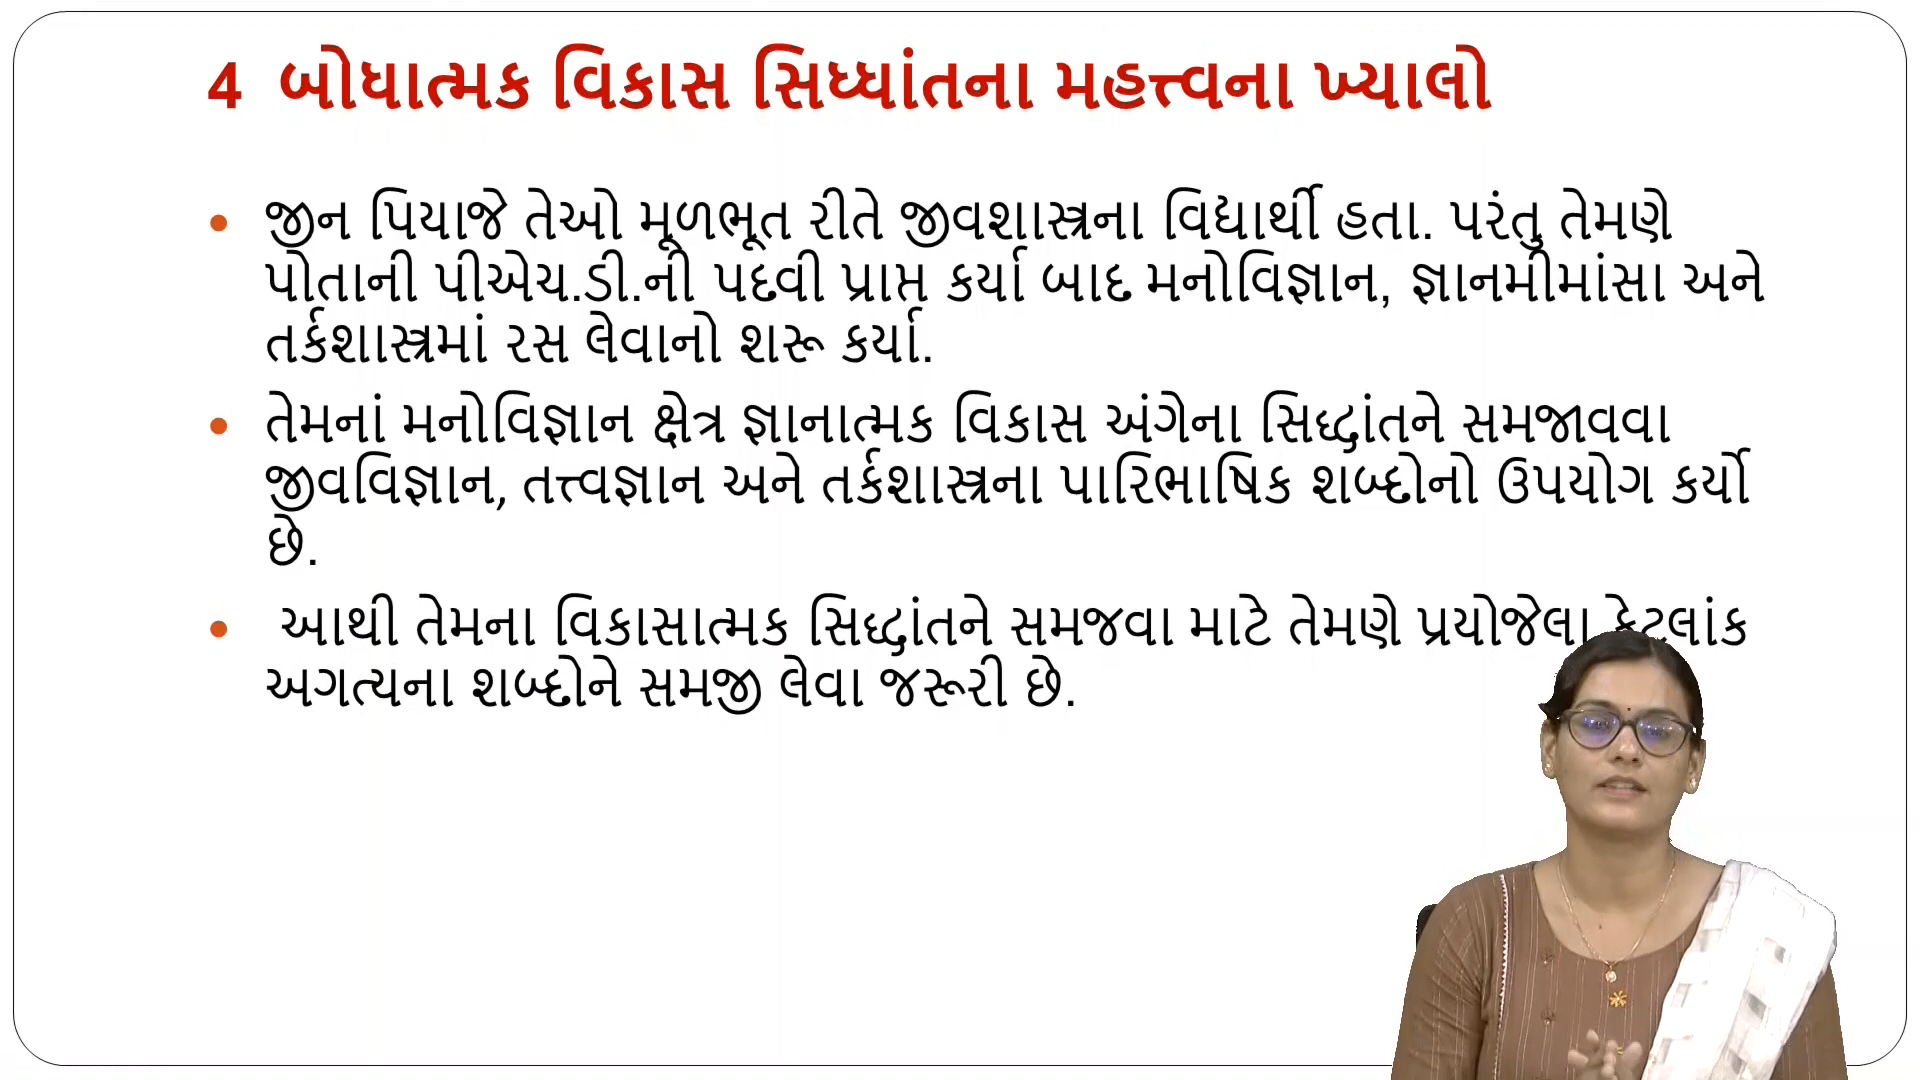 4 બોધાત્મક વિકાસ સિધ્ધાંતના મહત્ત્વના ખ્યાલો
• જીન પિયાજે તેઓ મૂળભૂત રીતે જીવશાસ્ત્રના વિદ્યાર્થી હતા. પરંતુ તેમણે
પોતાની પીએચ.ડી.ની પદવી પ્રાપ્ત કર્યા બાદ મનોવિજ્ઞાન, જ્ઞાનમીમાંસા અને
તર્કશાસ્ત્રમાં રસ લેવાનો શરૂ કર્યા.
• તેમનાં મનોવિજ્ઞાન ક્ષેત્ર જ્ઞાનાત્મક વિકાસ અંગેના સિદ્ધાંતને સમજાવવા
જીવવિજ્ઞાન, તત્ત્વજ્ઞાન અને તર્કશાસ્ત્રના પારિભાષિક શબ્દોનો ઉપયોગ કર્યો
છે.
• આથી તેમના વિકાસાત્મક સિદ્ધાંતને સમજવા માટે તેમણે પ્રયોજેલા કેટલાંક
અગત્યના શબ્દોને સમજી લેવા જરૂરી છે.